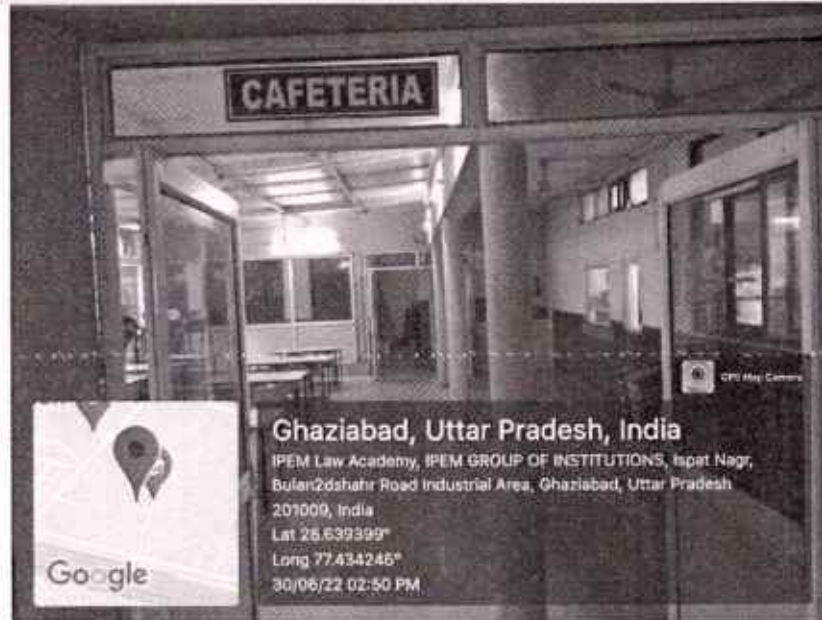 CAFETERIA
GPS Map Camera
Ghaziabad, Uttar Pradesh, India
IPEM Law Academy, IPEM GROUP OF INSTITUTIONS, Ispat Nagr,
Bulan2dshahr Road Industrial Area, Ghaziabad, Uttar Pradesh
201009, India
Lat 28.639399°
Long 77.434246°
30/06/22 02:50 PM
Google